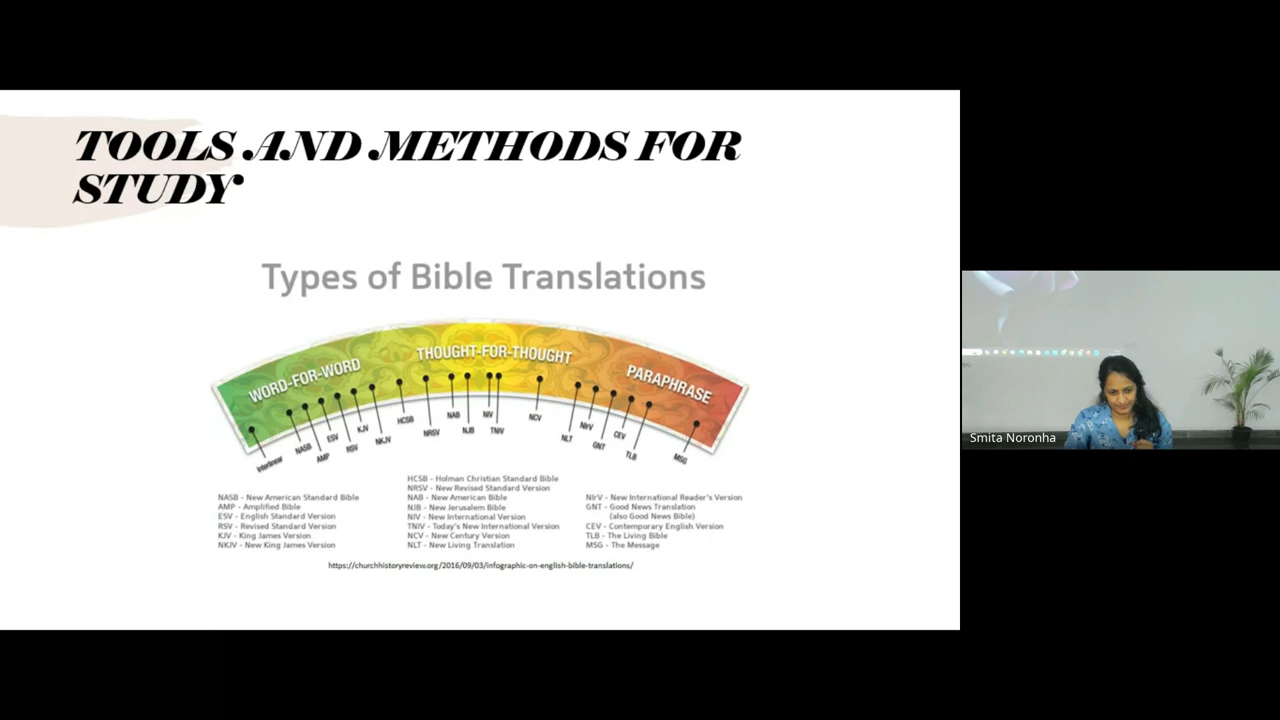 TOOLS AND METHODS FOR
STUDY
Types of Bible Translations
WORD-FOR-WORD
THOUGHT-FOR-THOUGHT
PARAPHRASE
Interlinear
NASB
AMP
ESV
RSV
KJV
NKJV
HCSB
NRSV
NAB
NJB
NIV
TNIV
NCV
NLT
NIrV
GNT
CEV
TLB
MSG
NASB - New American Standard Bible
AMP - Amplified Bible
ESV - English Standard Version
RSV - Revised Standard Version
KJV - King James Version
NKJV - New King James Version
HCSB - Holman Christian Standard Bible
NRSV - New Revised Standard Version
NAB - New American Bible
NJB - New Jerusalem Bible
NIV - New International Version
TNIV - Today's New International Version
NCV - New Century Version
NLT - New Living Translation
NIrV - New International Reader's Version
GNT - Good News Translation
(also Good News Bible)
CEV - Contemporary English Version
TLB - The Living Bible
MSG - The Message
https://churchhistoryreview.org/2016/09/03/infographic-on-english-bible-translations/
Smita Noronha